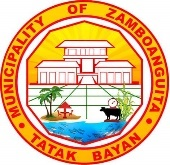 MUNICIPALITY OF ZAMBOANGUITA
TATAK BAYAN